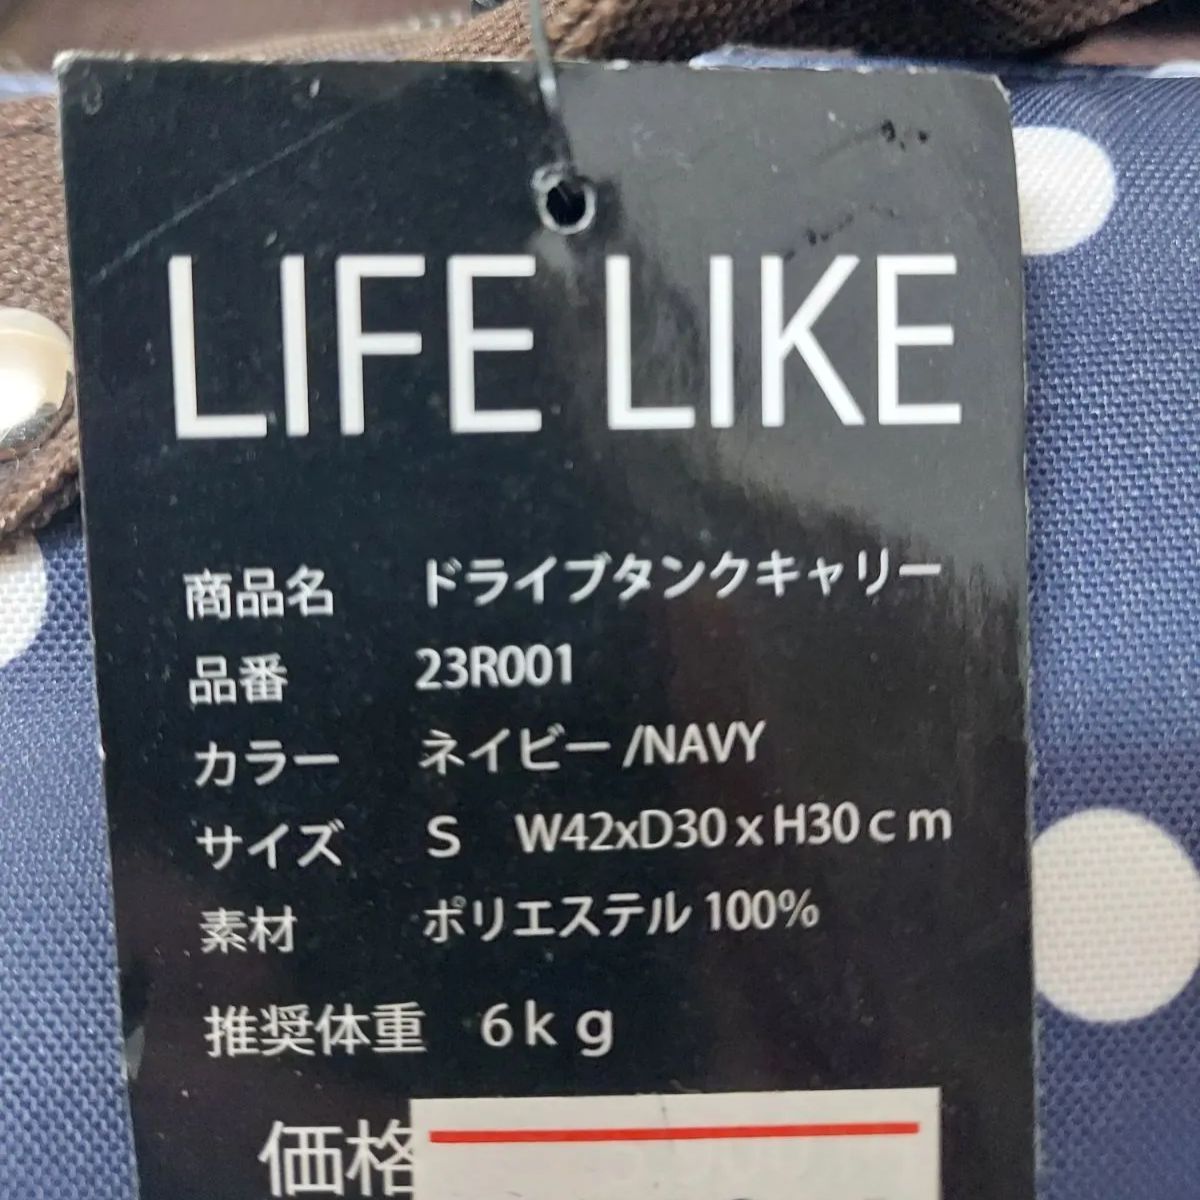 LIFE LIKE
商品名 ドライブタンクキャリー
品番 23R001
カラー ネイビー /NAVY
サイズ S W42xD30 x H30 c m
素材 ポリエステル 100%
推奨体重 6k g
価格